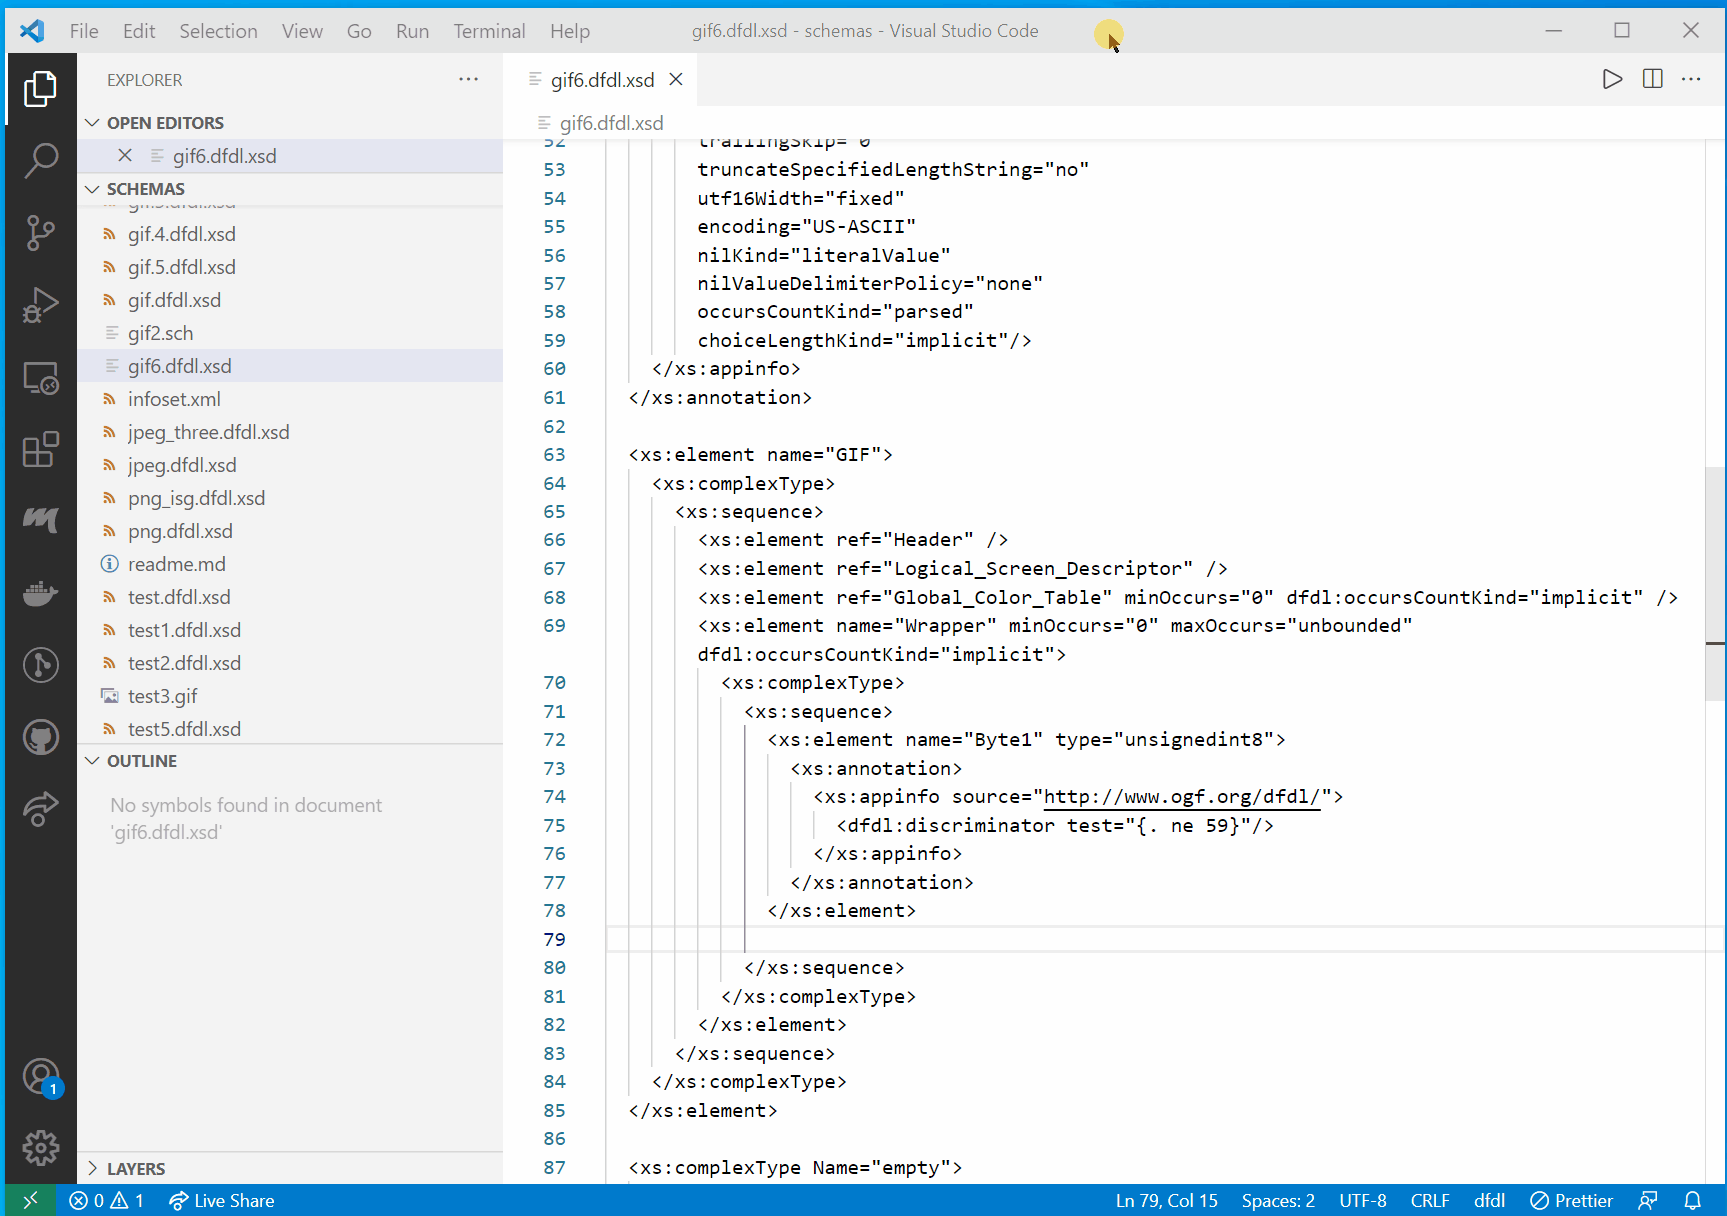 File Edit Selection View Go Run Terminal Help
gif6.dfdl.xsd - schemas - Visual Studio Code
EXPLORER
OPEN EDITORS
gif6.dfdl.xsd
SCHEMAS
gif.3.dfdl.xsd
gif.4.dfdl.xsd
gif.5.dfdl.xsd
gif.dfdl.xsd
gif2.sch
gif6.dfdl.xsd
infoset.xml
jpeg_three.dfdl.xsd
jpeg.dfdl.xsd
png_isg.dfdl.xsd
png.dfdl.xsd
readme.md
test.dfdl.xsd
test1.dfdl.xsd
test2.dfdl.xsd
test3.gif
test5.dfdl.xsd
OUTLINE
No symbols found in document
'gif6.dfdl.xsd'
LAYERS
gif6.dfdl.xsd
gif6.dfdl.xsd
52 trailingSkip="0"
53 truncateSpecifiedLengthString="no"
54 utf16Width="fixed"
55 encoding="US-ASCII"
56 nilKind="literalValue"
57 nilValueDelimiterPolicy="none"
58 occursCountKind="parsed"
59 choiceLengthKind="implicit"/>
60 </xs:appinfo>
61 </xs:annotation>
62
63 <xs:element name="GIF">
64 <xs:complexType>
65 <xs:sequence>
66 <xs:element ref="Header" />
67 <xs:element ref="Logical_Screen_Descriptor" />
68 <xs:element ref="Global_Color_Table" minOccurs="0" dfdl:occursCountKind="implicit" />
69 <xs:element name="Wrapper" minOccurs="0" maxOccurs="unbounded"
dfdl:occursCountKind="implicit">
70 <xs:complexType>
71 <xs:sequence>
72 <xs:element name="Byte1" type="unsignedint8">
73 <xs:annotation>
74 <xs:appinfo source="http://www.ogf.org/dfdl/">
75 <dfdl:discriminator test="{. ne 59}"/>
76 </xs:appinfo>
77 </xs:annotation>
78 </xs:element>
79
80 </xs:sequence>
81 </xs:complexType>
82 </xs:element>
83 </xs:sequence>
84 </xs:complexType>
85 </xs:element>
86
87 <xs:complexType Name="empty">
1
0 1 Live Share
Ln 79, Col 15 Spaces: 2 UTF-8 CRLF dfdl Prettier